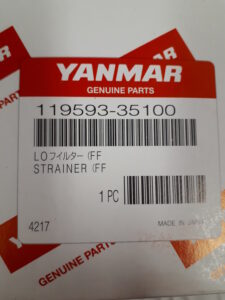 YANMAR
GENUINE PARTS
119593-35100
LOフイルター (FF
STRAINER (FF
1 PC
4217
MADE IN JAPAN
GENUINE PARTS